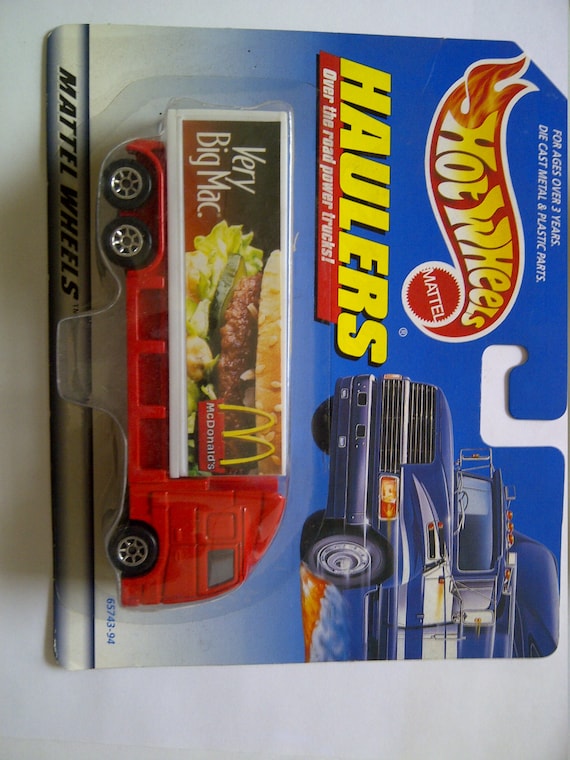 FOR AGES OVER 3 YEARS.
DIE CAST METAL & PLASTIC PARTS.
HOT WHEELS
MATTEL
®
HAULERS
Over the road power trucks!
Very
Big Mac.
McDonald's
65743-94
MATTEL WHEELS™